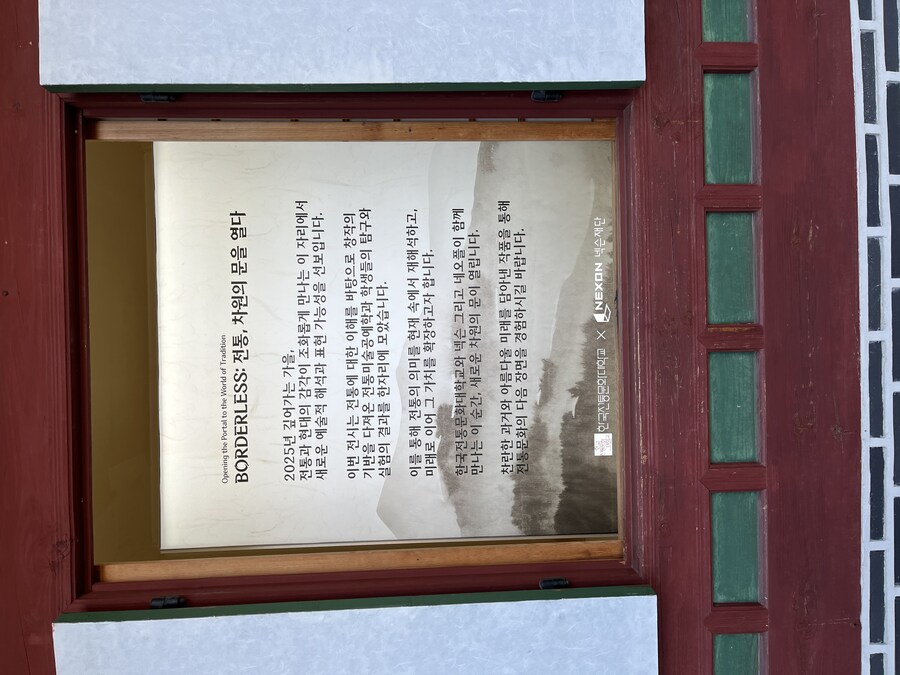 Opening the Portal to the World of Tradition
BORDERLESS: 전통, 차원의 문을 열다
2025년 깊어가는 가을,
전통과 현대의 감각이 조화롭게 만나는 이 자리에서
새로운 예술적 해석과 표현 가능성을 선보입니다.
이번 전시는 전통에 대한 이해를 바탕으로 창작의
기반을 다져온 전통미술공예학과 학생들의 탐구와
실험의 결과를 한자리에 모았습니다.
이를 통해 전통의 의미를 현재 속에서 재해석하고,
미래로 이어 그 가치를 확장하고자 합니다.
한국전통문화대학교와 넥슨 그리고 네오플이 함께
만나는 이 순간, 새로운 차원의 문이 열립니다.
찬란한 과거와 아름다울 미래를 담아낸 작품을 통해
전통문화의 다음 장면을 경험하시길 바랍니다.
한국전통문화대학교 × NEXON 넥슨재단